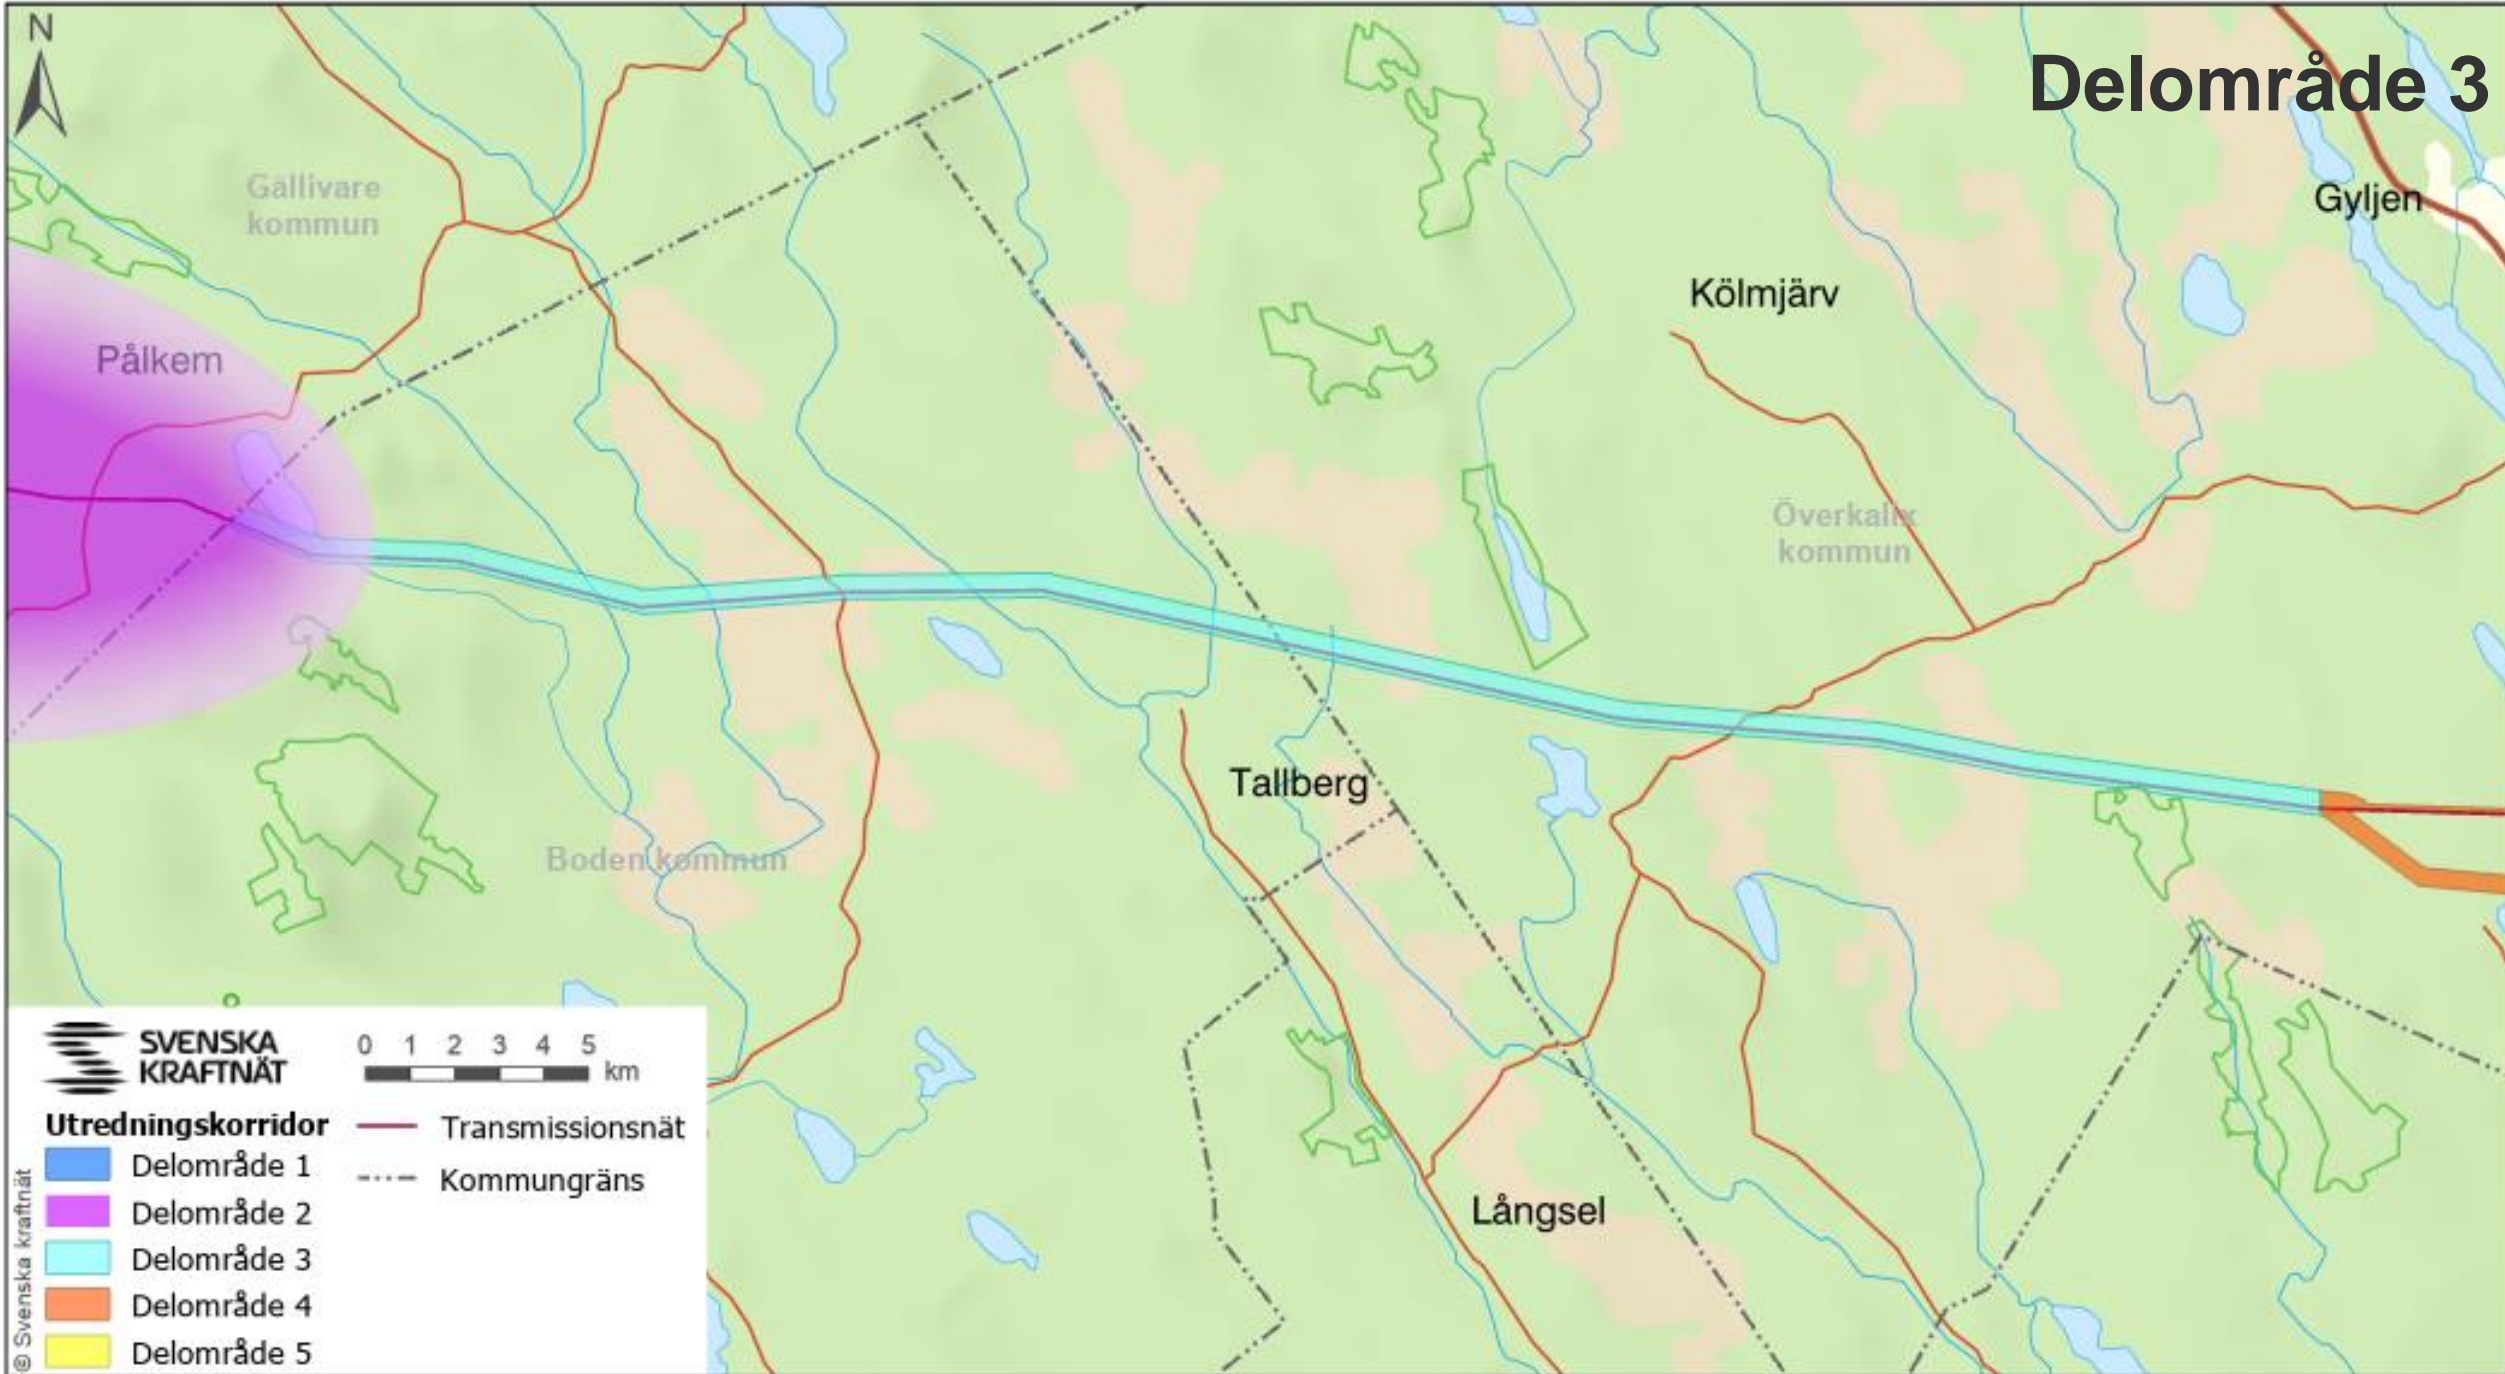 N
Delområde 3
Gällivare
kommun
Gyljen
Kölmjärv
Pålkem
Överkalix
kommun
Tallberg
Boden kommun
Långsel
SVENSKA
KRAFTNÄT
0 1 2 3 4 5
km
Utredningskorridor
Transmissionsnät
Delområde 1
Kommungräns
Delområde 2
Delområde 3
Delområde 4
Delområde 5
© Svenska kraftnät